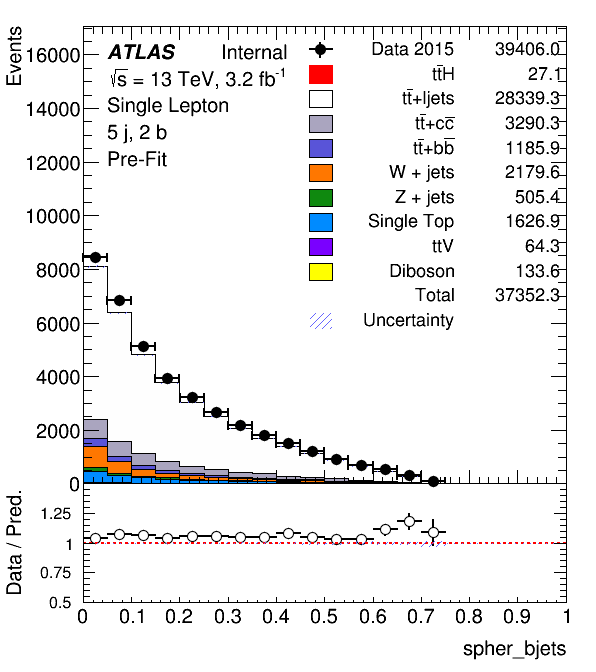 Events
ATLAS Internal
√s = 13 TeV, 3.2 fb⁻¹
Single Lepton
5 j, 2 b
Pre-Fit
Data 2015 39406.0
tt̄H 27.1
tt̄+ljets 28339.3
tt̄+cc̄ 3290.3
tt̄+bb̄ 1185.9
W + jets 2179.6
Z + jets 505.4
Single Top 1626.9
ttV 64.3
Diboson 133.6
Total 37352.3
Uncertainty
16000
14000
12000
10000
8000
6000
4000
2000
0
Data / Pred.
1.25
1
0.75
0.5
0 0.1 0.2 0.3 0.4 0.5 0.6 0.7 0.8 0.9 1
spher_bjets